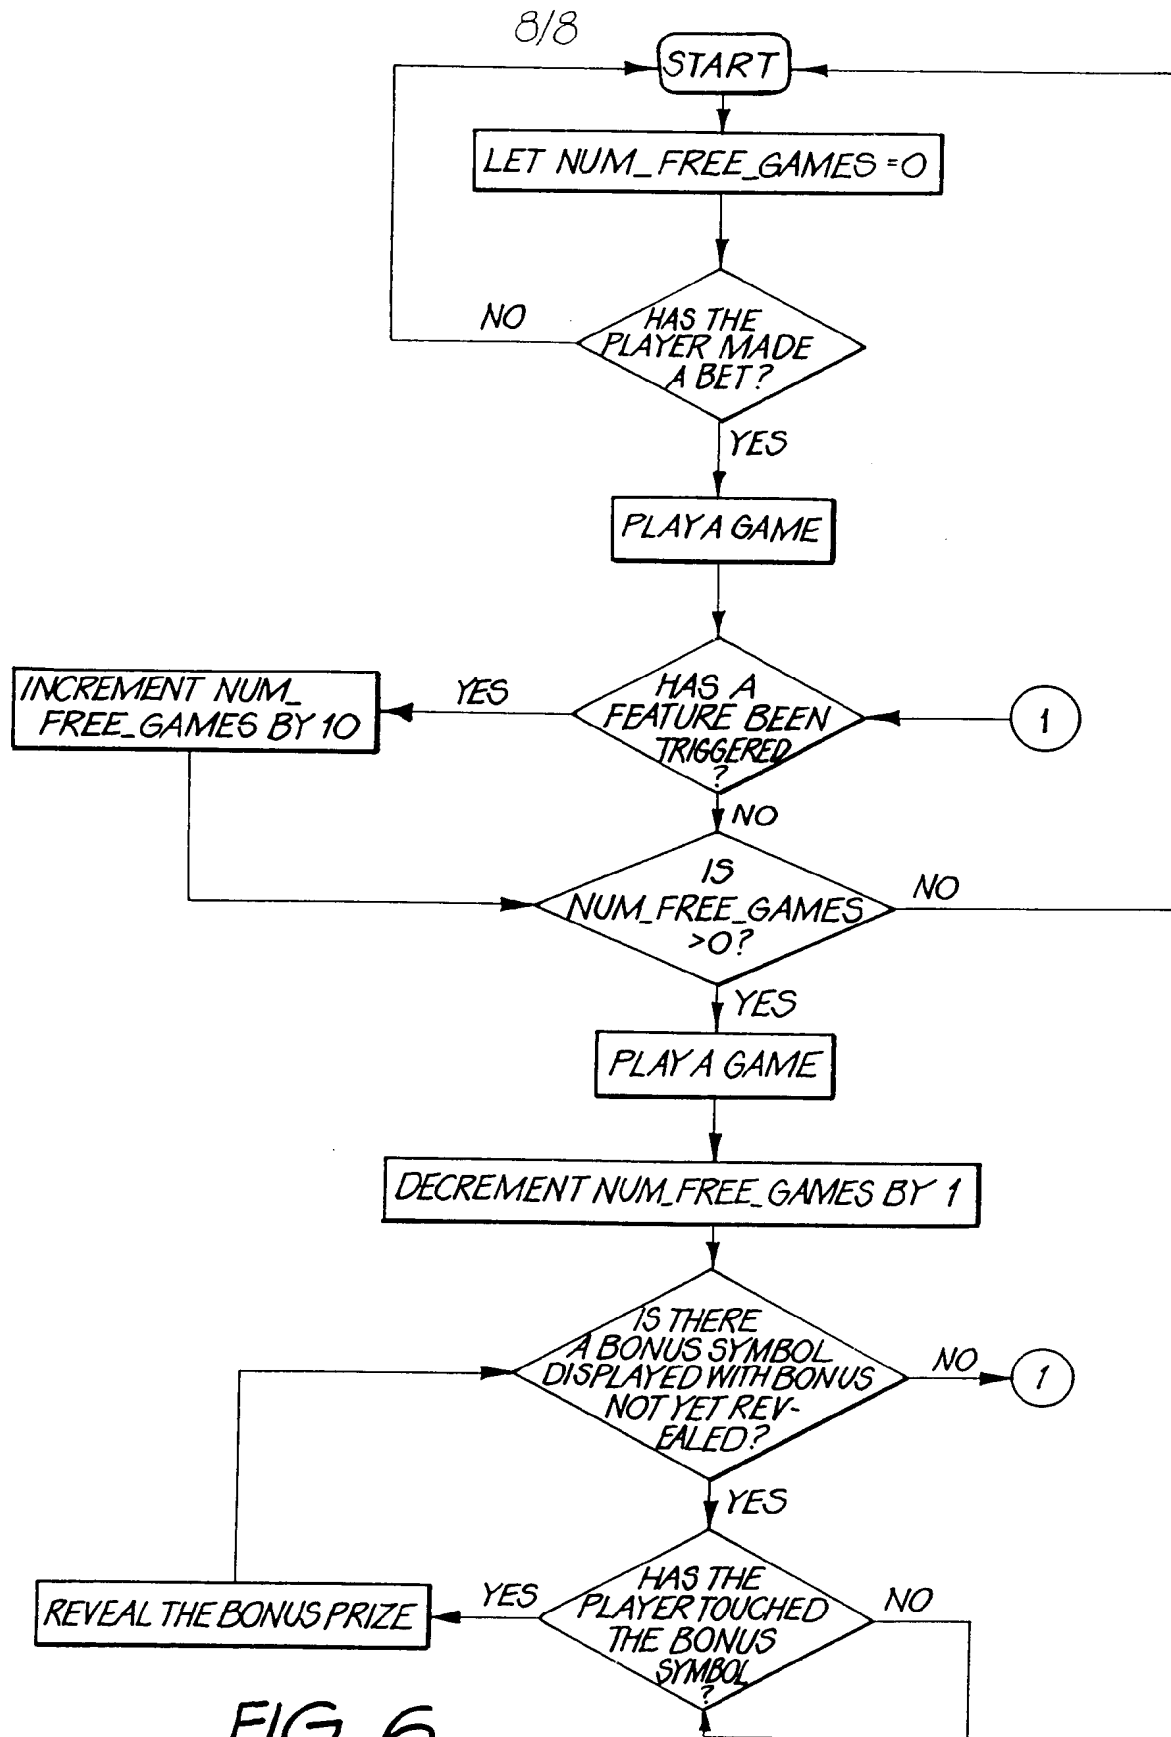 8/8
START
LET NUM_FREE_GAMES = 0
HAS THE
PLAYER MADE
A BET?
NO
YES
PLAY A GAME
HAS A
FEATURE BEEN
TRIGGERED
?
YES
1
INCREMENT NUM_
FREE_GAMES BY 10
NO
IS
NUM_FREE_GAMES
>0?
NO
YES
PLAY A GAME
DECREMENT NUM_FREE_GAMES BY 1
IS THERE
A BONUS SYMBOL
DISPLAYED WITH BONUS
NOT YET REV-
EALED?
NO
1
YES
HAS THE
PLAYER TOUCHED
THE BONUS
SYMBOL
?
YES
NO
REVEAL THE BONUS PRIZE
FIG. 6